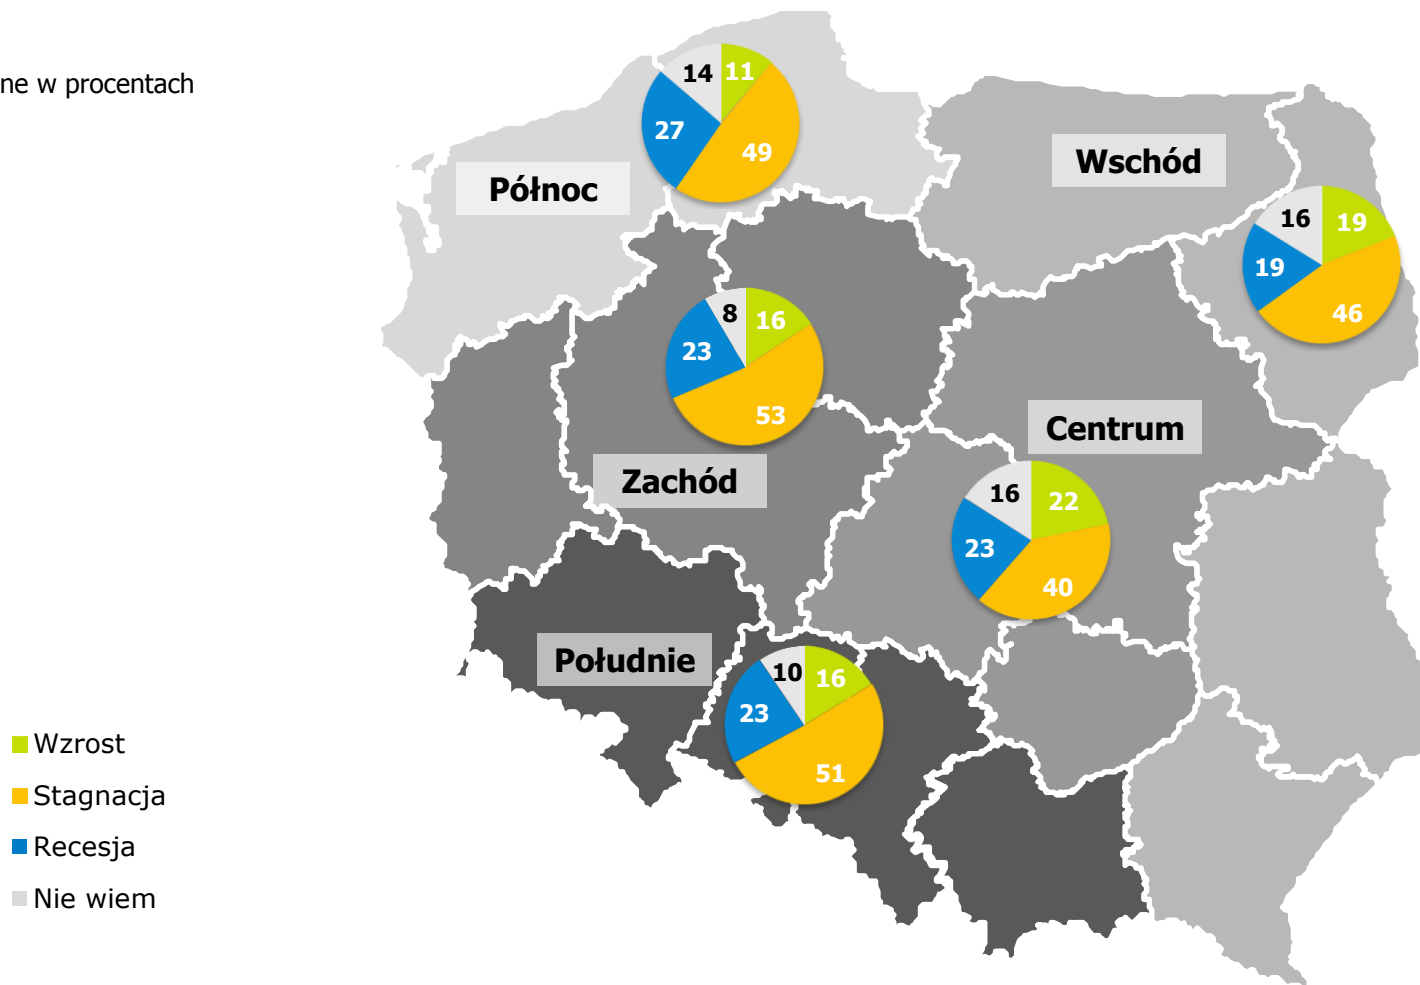 ne w procentach
14
11
27
49
Północ
Wschód
16
19
19
46
8
16
23
53
Centrum
Zachód
16
22
23
40
Południe
10
16
23
51
Wzrost
Stagnacja
Recesja
Nie wiem